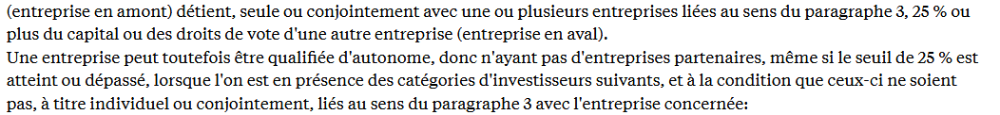 (entreprise en amont) détient, seule ou conjointement avec une ou plusieurs entreprises liées au sens du paragraphe 3, 25 % ou
plus du capital ou des droits de vote d'une autre entreprise (entreprise en aval).
Une entreprise peut toutefois être qualifiée d'autonome, donc n'ayant pas d'entreprises partenaires, même si le seuil de 25 % est
atteint ou dépassé, lorsque l'on est en présence des catégories d'investisseurs suivants, et à la condition que ceux-ci ne soient
pas, à titre individuel ou conjointement, liés au sens du paragraphe 3 avec l'entreprise concernée: